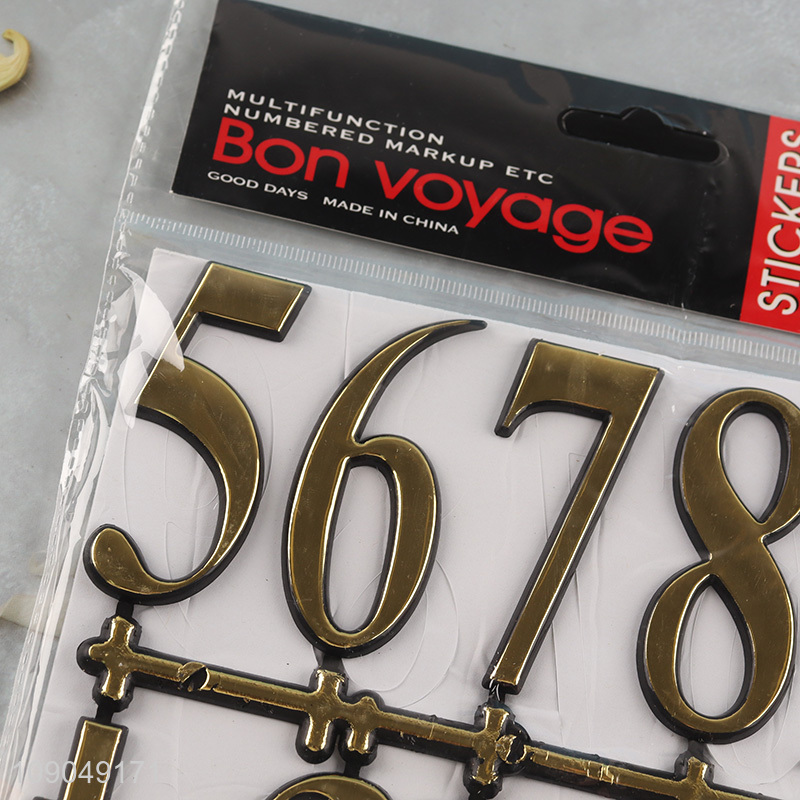 MULTIFUNCTION
NUMBERED MARKUP ETC
Bon voyage
GOOD DAYS MADE IN CHINA
STICKERS
5678